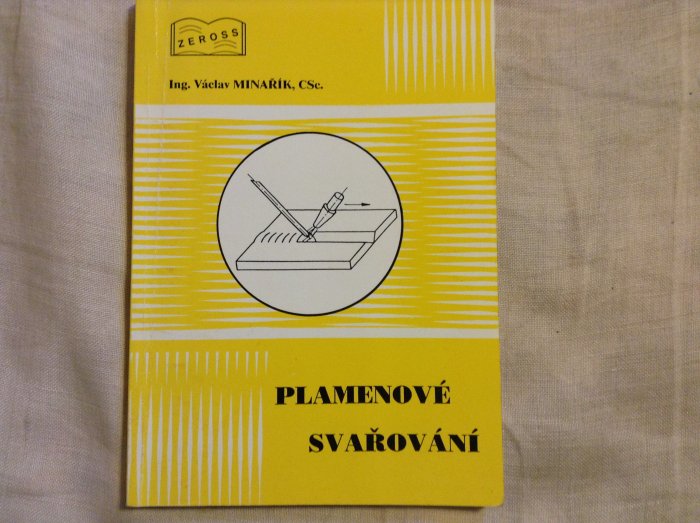 ZEROSS
Ing. Václav MINAŘÍK, CSc.
PLAMENOVÉ
SVAŘOVÁNÍ